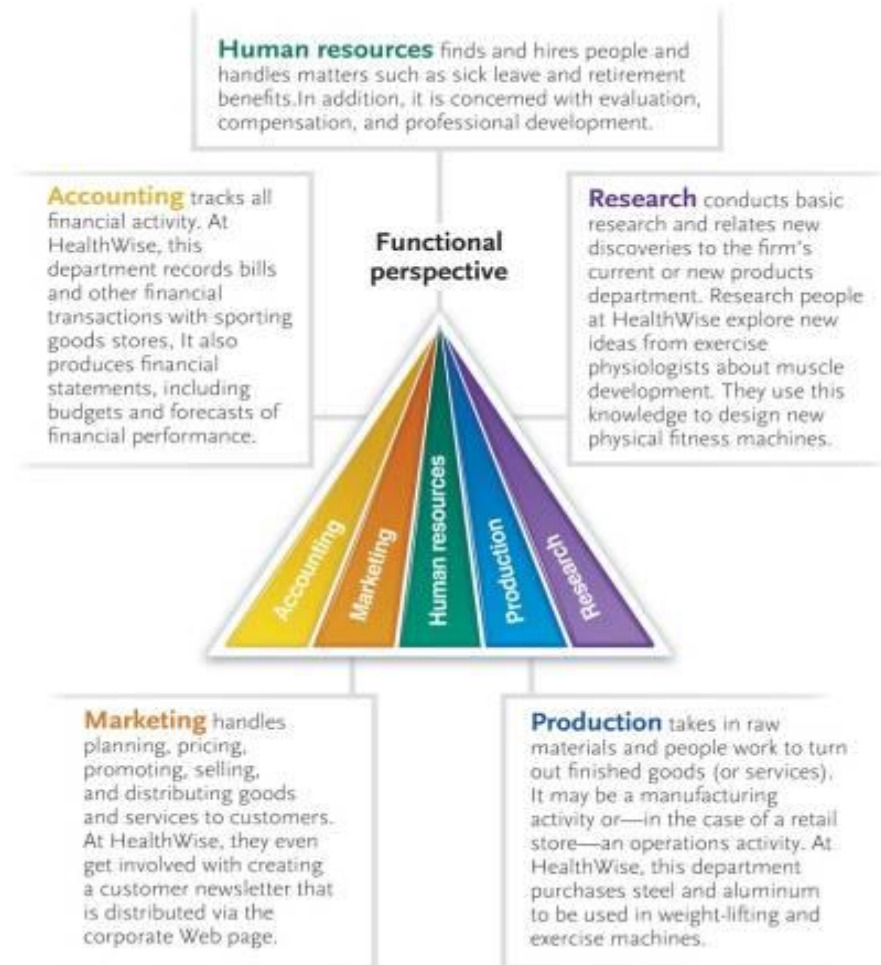 Human resources finds and hires people and
handles matters such as sick leave and retirement
benefits.In addition, it is concerned with evaluation,
compensation, and professional development.
Accounting tracks all
financial activity. At
HealthWise, this
department records bills
and other financial
transactions with sporting
goods stores, It also
produces financial
statements, including
budgets and forecasts of
financial performance.
Functional
perspective
Research conducts basic
research and relates new
discoveries to the firm's
current or new products
department. Research people
at HealthWise explore new
ideas from exercise
physiologists about muscle
development. They use this
knowledge to design new
physical fitness machines.
Accounting
Marketing
Human resources
Production
Research
Marketing handles
planning, pricing,
promoting, selling,
and distributing goods
and services to customers.
At HealthWise, they even
get involved with creating
a customer newsletter that
is distributed via the
corporate Web page.
Production takes in raw
materials and people work to turn
out finished goods (or services).
It may be a manufacturing
activity or—in the case of a retail
store—an operations activity. At
HealthWise, this department
purchases steel and aluminum
to be used in weight-lifting and
exercise machines.